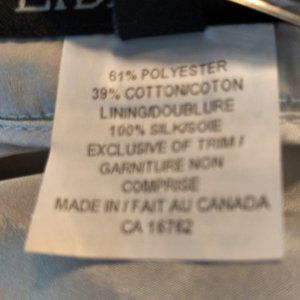 61% POLYESTER
39% COTTON/COTON
LINING/DOUBLURE
100% SILK/SOIE
EXCLUSIVE OF TRIM /
GARNITURE NON
COMPRISE
MADE IN / FAIT AU CANADA
CA 16762